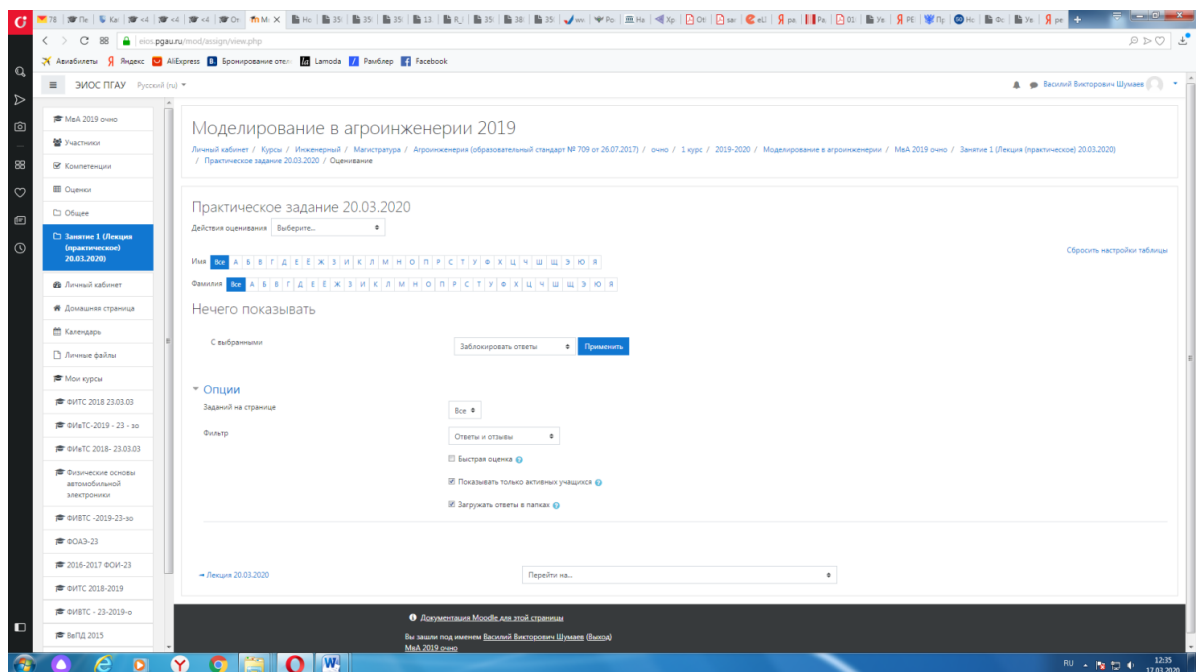 eios.pgau.ru/mod/assign/view.php
Авиабилеты Яндекс AliExpress Бронирование отел Lamoda Рамблер Facebook
ЭИОС ПГАУ Русский (ru)
Василий Викторович Шумаев
МвА 2019 очно
Участники
Компетенции
Оценки
Общее
Занятие 1 (Лекция
(практическое)
20.03.2020)
Личный кабинет
Домашняя страница
Календарь
Личные файлы
Мои курсы
ФИТС 2018 23.03.03
ФИвТС-2019 - 23 - зо
ФИвТС 2018- 23.03.03
Физические основы
автомобильной
электроники
ФИВТС -2019-23-зо
ФОАЭ-23
2016-2017 ФОИ-23
ФИТС 2018-2019
ФИВТС - 23-2019-о
ВвПД 2015
Моделирование в агроинженерии 2019
Личный кабинет / Курсы / Инженерный / Магистратура / Агроинженерия (образовательный стандарт № 709 от 26.07.2017) / очно / 1 курс / 2019-2020 / Моделирование в агроинженерии / МвА 2019 очно / Занятие 1 (Лекция (практическое) 20.03.2020)
/ Практическое задание 20.03.2020 / Оценивание
Практическое задание 20.03.2020
Действия оценивания Выберите...
Сбросить настройки таблицы
Имя Все А Б В Г Д Е Ё Ж З И К Л М Н О П Р С Т У Ф Х Ц Ч Ш Щ Э Ю Я
Фамилия Все А Б В Г Д Е Ё Ж З И К Л М Н О П Р С Т У Ф Х Ц Ч Ш Щ Э Ю Я
Нечего показывать
С выбранными Заблокировать ответы Применить
Опции
Заданий на странице Все
Фильтр Ответы и отзывы
Быстрая оценка
Показывать только активных учащихся
Загружать ответы в папках
→ Лекция 20.03.2020 Перейти на...
Документация Moodle для этой страницы
Вы зашли под именем Василий Викторович Шумаев (Выход)
МвА 2019 очно
RU 12:35
17.03.2020